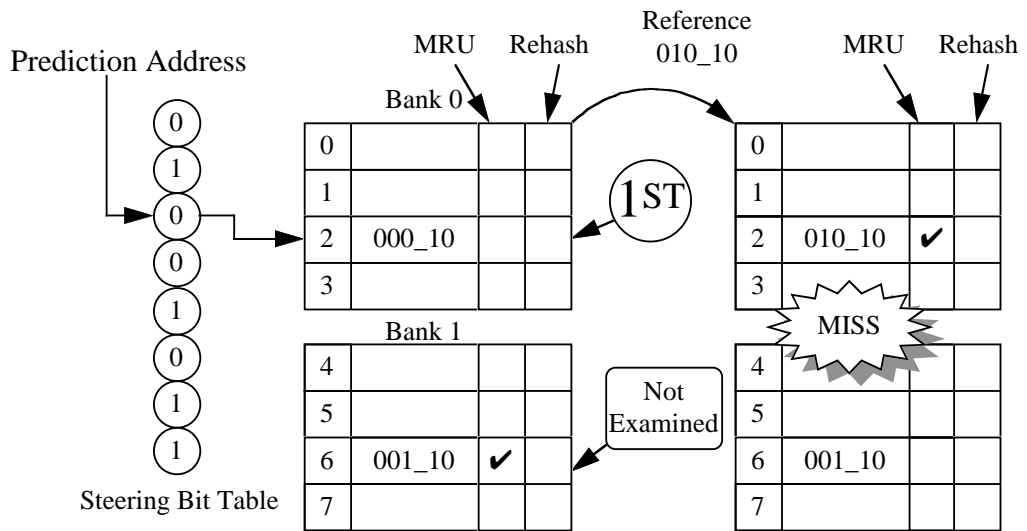 Reference
010_10
MRU Rehash
MRU Rehash
Prediction Address
Bank 0
0
1
0
0
1
0
1
1
Steering Bit Table
0
1
2 000_10
3
1ST
Bank 1
4
5
6 001_10 ✔
7
Not
Examined
0
1
2 010_10 ✔
3
MISS
4
5
6 001_10
7